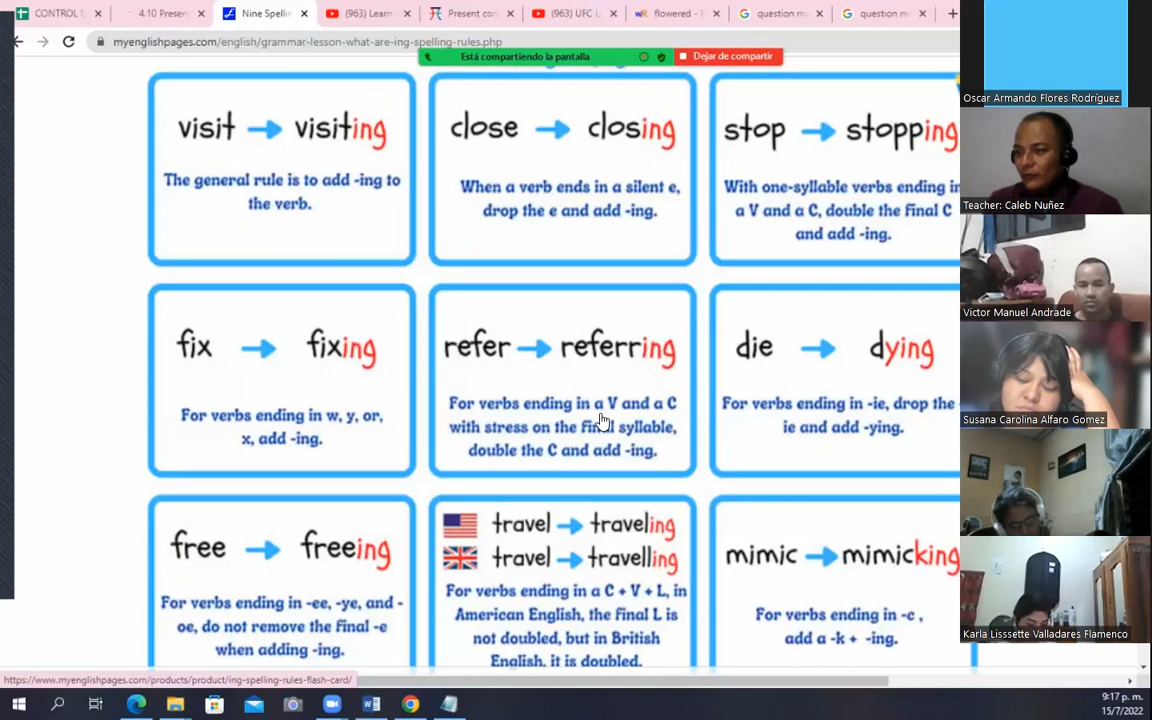 CONTROL D
4.10 Presen
Nine Spellin
(963) Learn
Present con
(963) UFC L
flowered - E
question m
question m
myenglishpages.com/english/grammar-lesson-what-are-ing-spelling-rules.php
Está compartiendo la pantalla
Dejar de compartir
visit visiting
The general rule is to add -ing to
the verb.
close closing
When a verb ends in a silent e,
drop the e and add -ing.
stop stopping
With one-syllable verbs ending in
a V and a C, double the final C
and add -ing.
fix fixing
For verbs ending in w, y, or,
x, add -ing.
refer referring
For verbs ending in a V and a C
with stress on the final syllable,
double the C and add -ing.
die dying
For verbs ending in -ie, drop the
ie and add -ying.
free freeing
For verbs ending in -ee, -ye, and -
oe, do not remove the final -e
when adding -ing.
travel traveling
travel travelling
For verbs ending in a C + V + L, in
American English, the final L is
not doubled, but in British
English, it is doubled.
mimic mimicking
For verbs ending in -c ,
add a -k + -ing.
Oscar Armando Flores Rodríguez
Teacher: Caleb Nuñez
Victor Manuel Andrade
Susana Carolina Alfaro Gomez
Karla Lisssette Valladares Flamenco
https://www.myenglishpages.com/products/product/ing-spelling-rules-flash-card/
9:17 p. m.
15/7/2022